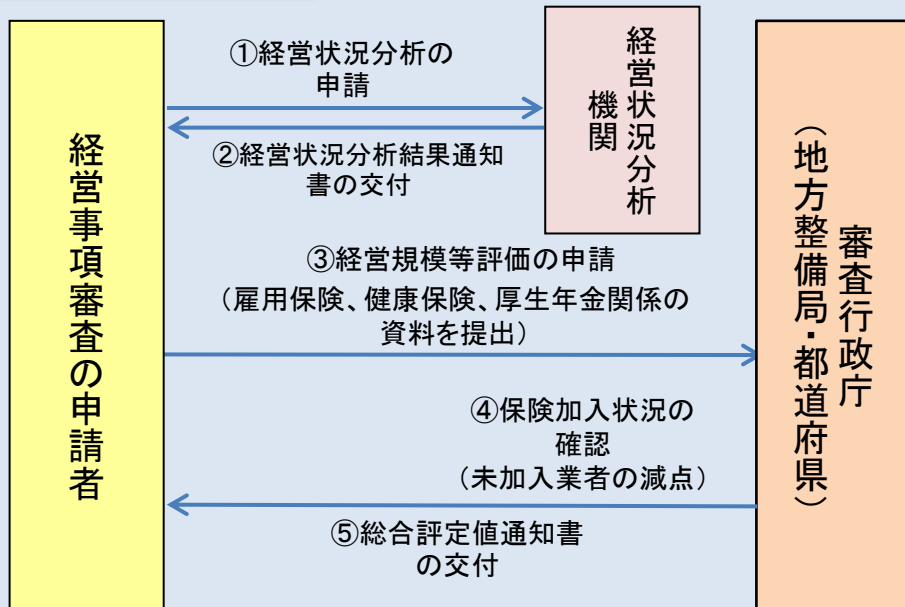 経営事項審査の申請者
①経営状況分析の
申請
②経営状況分析結果通知
書の交付
経営状況分析
機関
③経営規模等評価の申請
（雇用保険、健康保険、厚生年金関係の
資料を提出）
④保険加入状況の
確認
（未加入業者の減点）
⑤総合評定値通知書
の交付
審査行政庁
（地方整備局・都道府県）